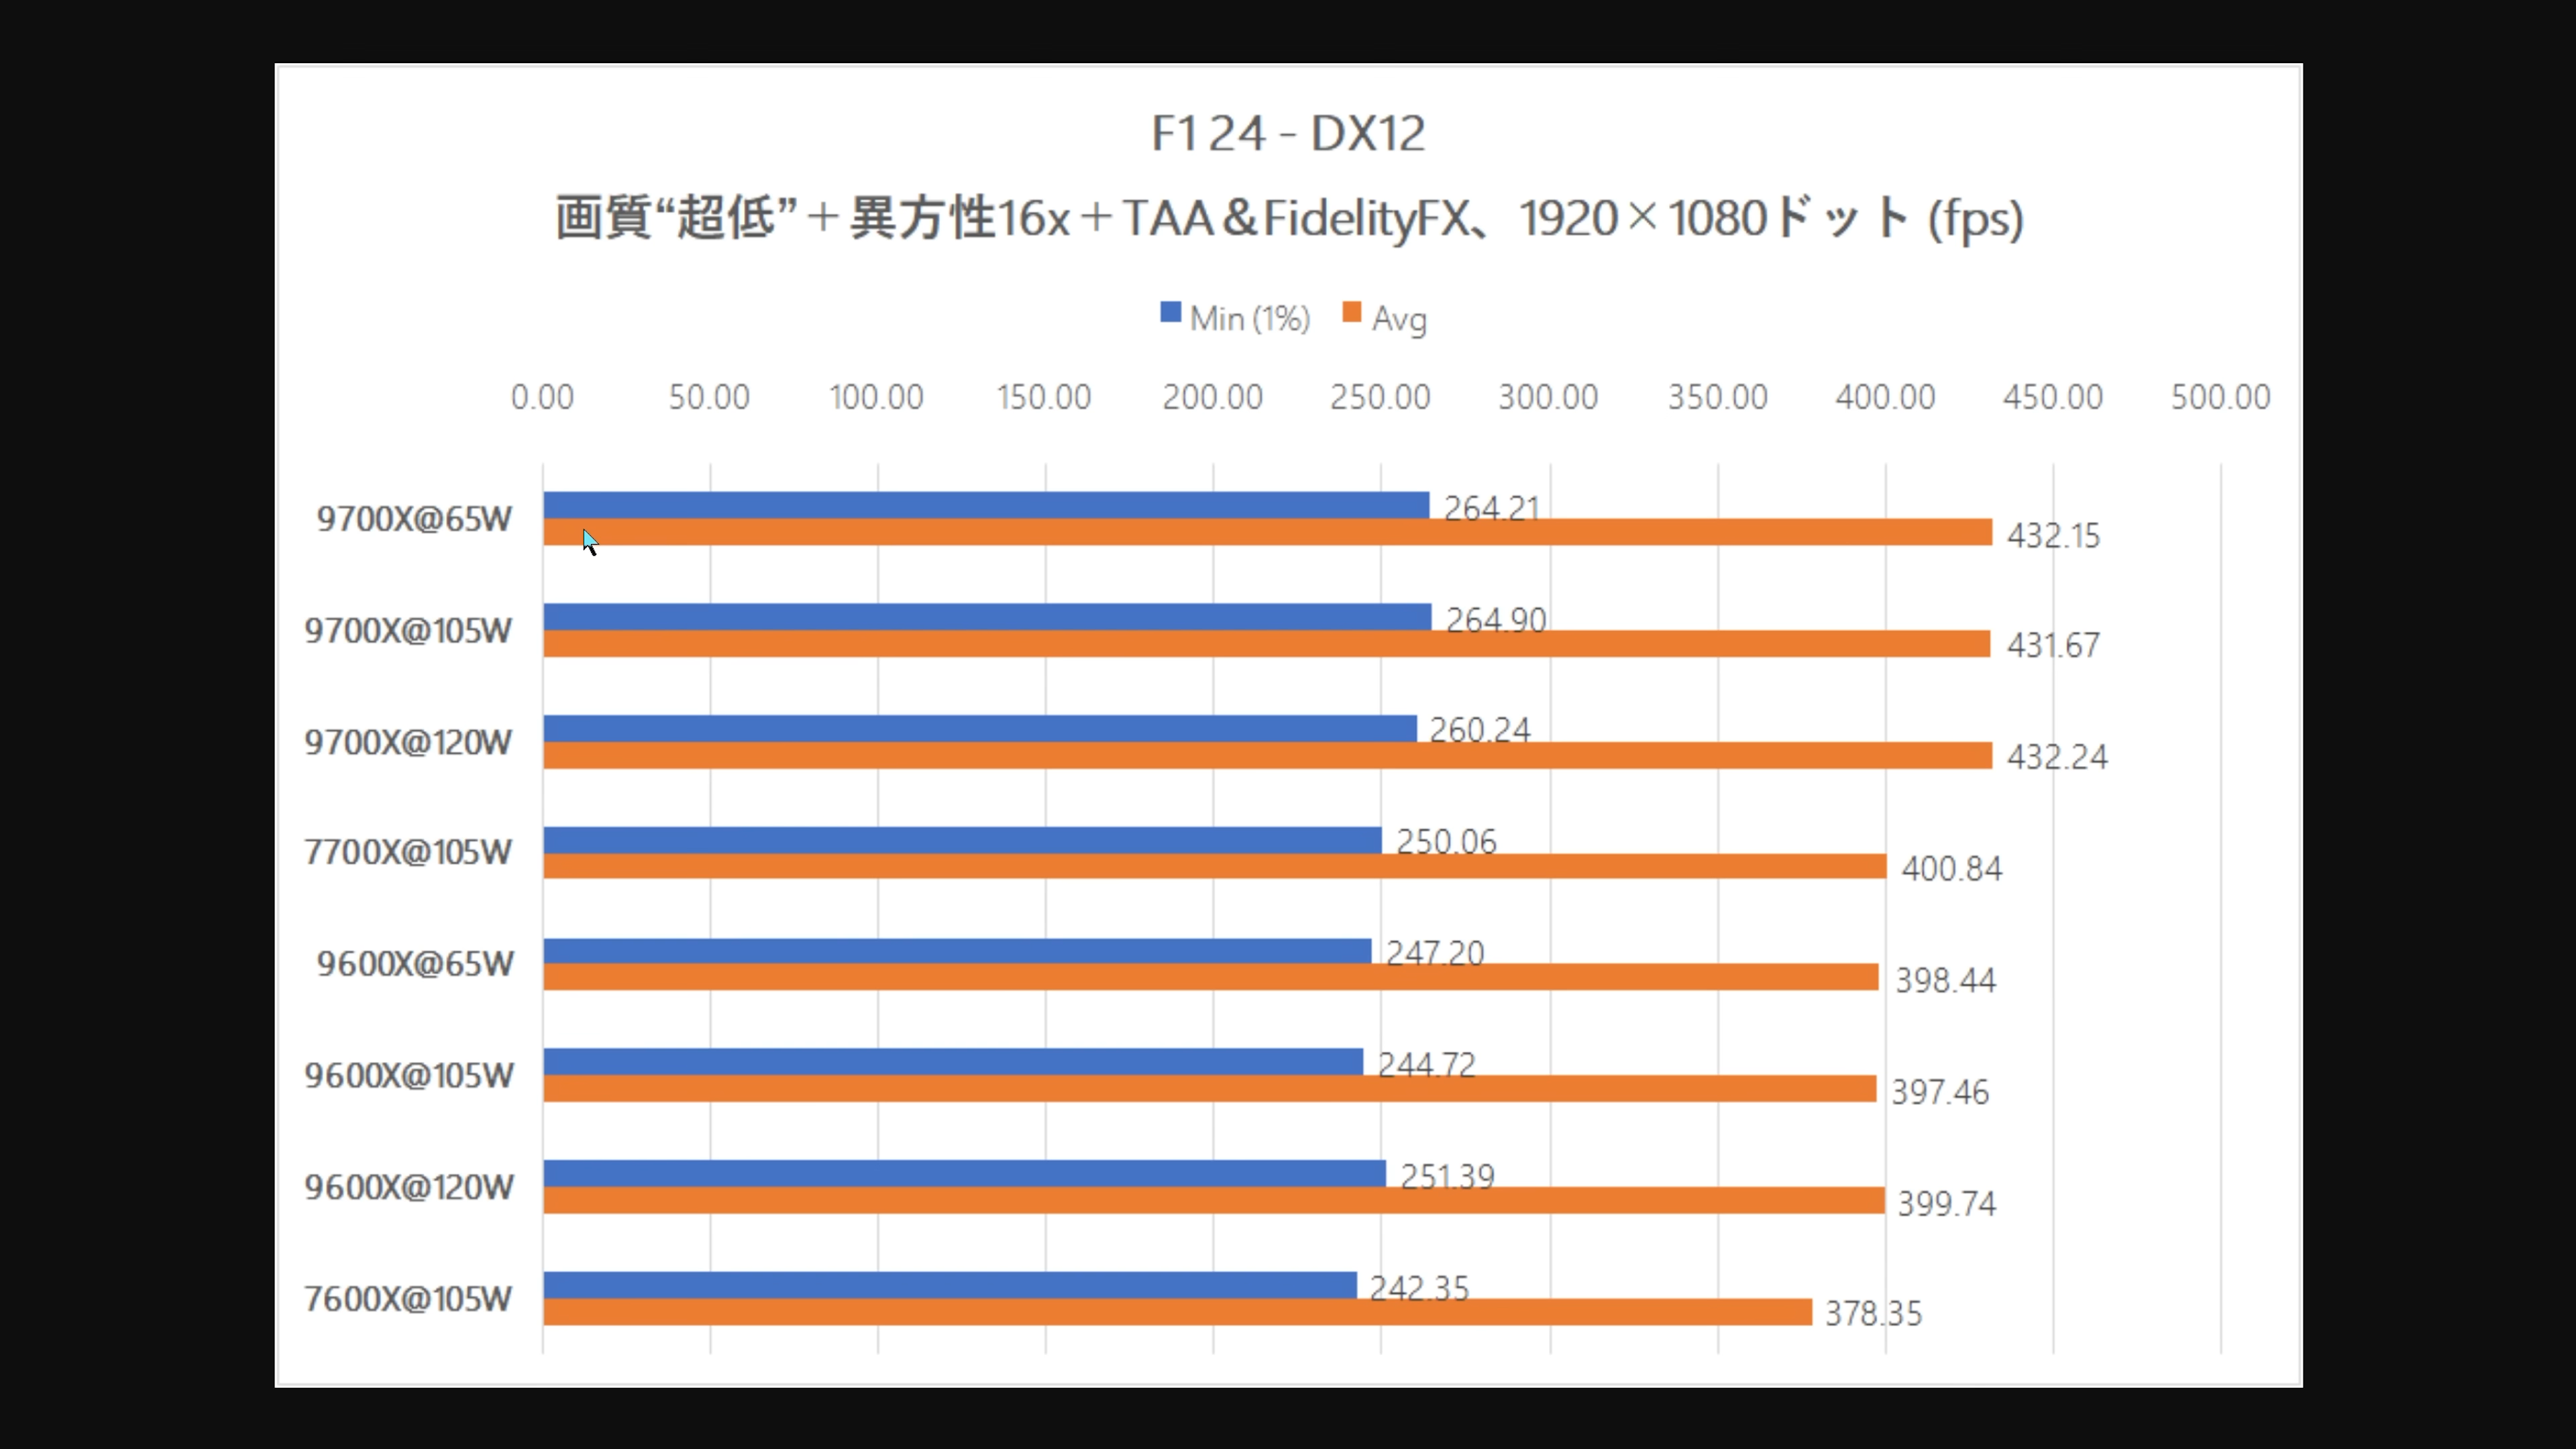 F1 24 - DX12
画質“超低”＋異方性16x＋TAA＆FidelityFX、1920×1080ドット (fps)
Min (1%) Avg
0.00 50.00 100.00 150.00 200.00 250.00 300.00 350.00 400.00 450.00 500.00
9700X@65W 264.21 432.15
9700X@105W 264.90 431.67
9700X@120W 260.24 432.24
7700X@105W 250.06 400.84
9600X@65W 247.20 398.44
9600X@105W 244.72 397.46
9600X@120W 251.39 399.74
7600X@105W 242.35 378.35